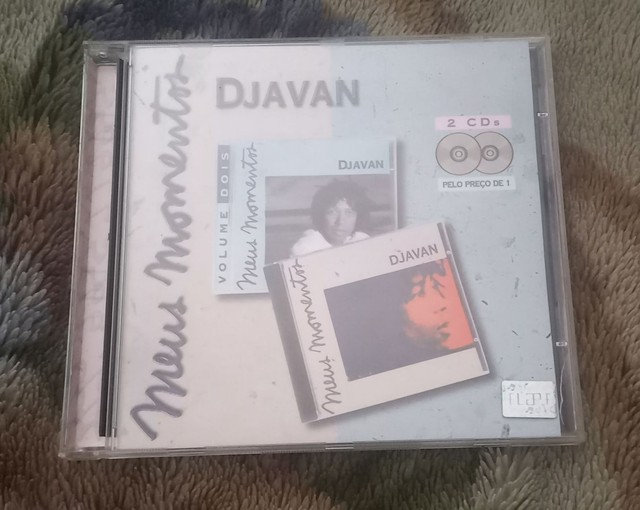 Meus Momentos
DJAVAN
2 CDs
PELO PREÇO DE 1
VOLUME DOIS
Meus Momentos
DJAVAN
Meus Momentos
DJAVAN